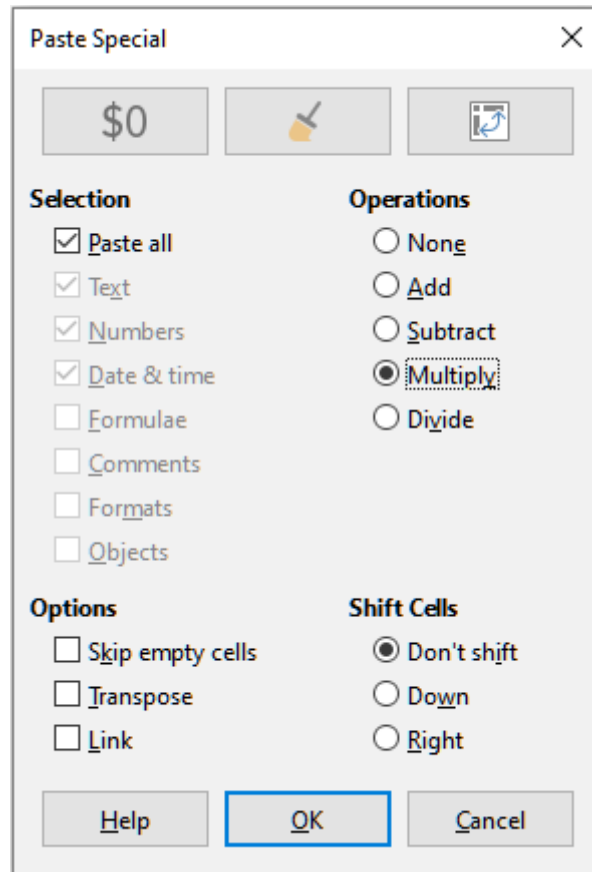 Paste Special
$0
Selection
Paste all
Text
Numbers
Date & time
Formulae
Comments
Formats
Objects
Operations
None
Add
Subtract
Multiply
Divide
Options
Skip empty cells
Transpose
Link
Shift Cells
Don't shift
Down
Right
Help
OK
Cancel